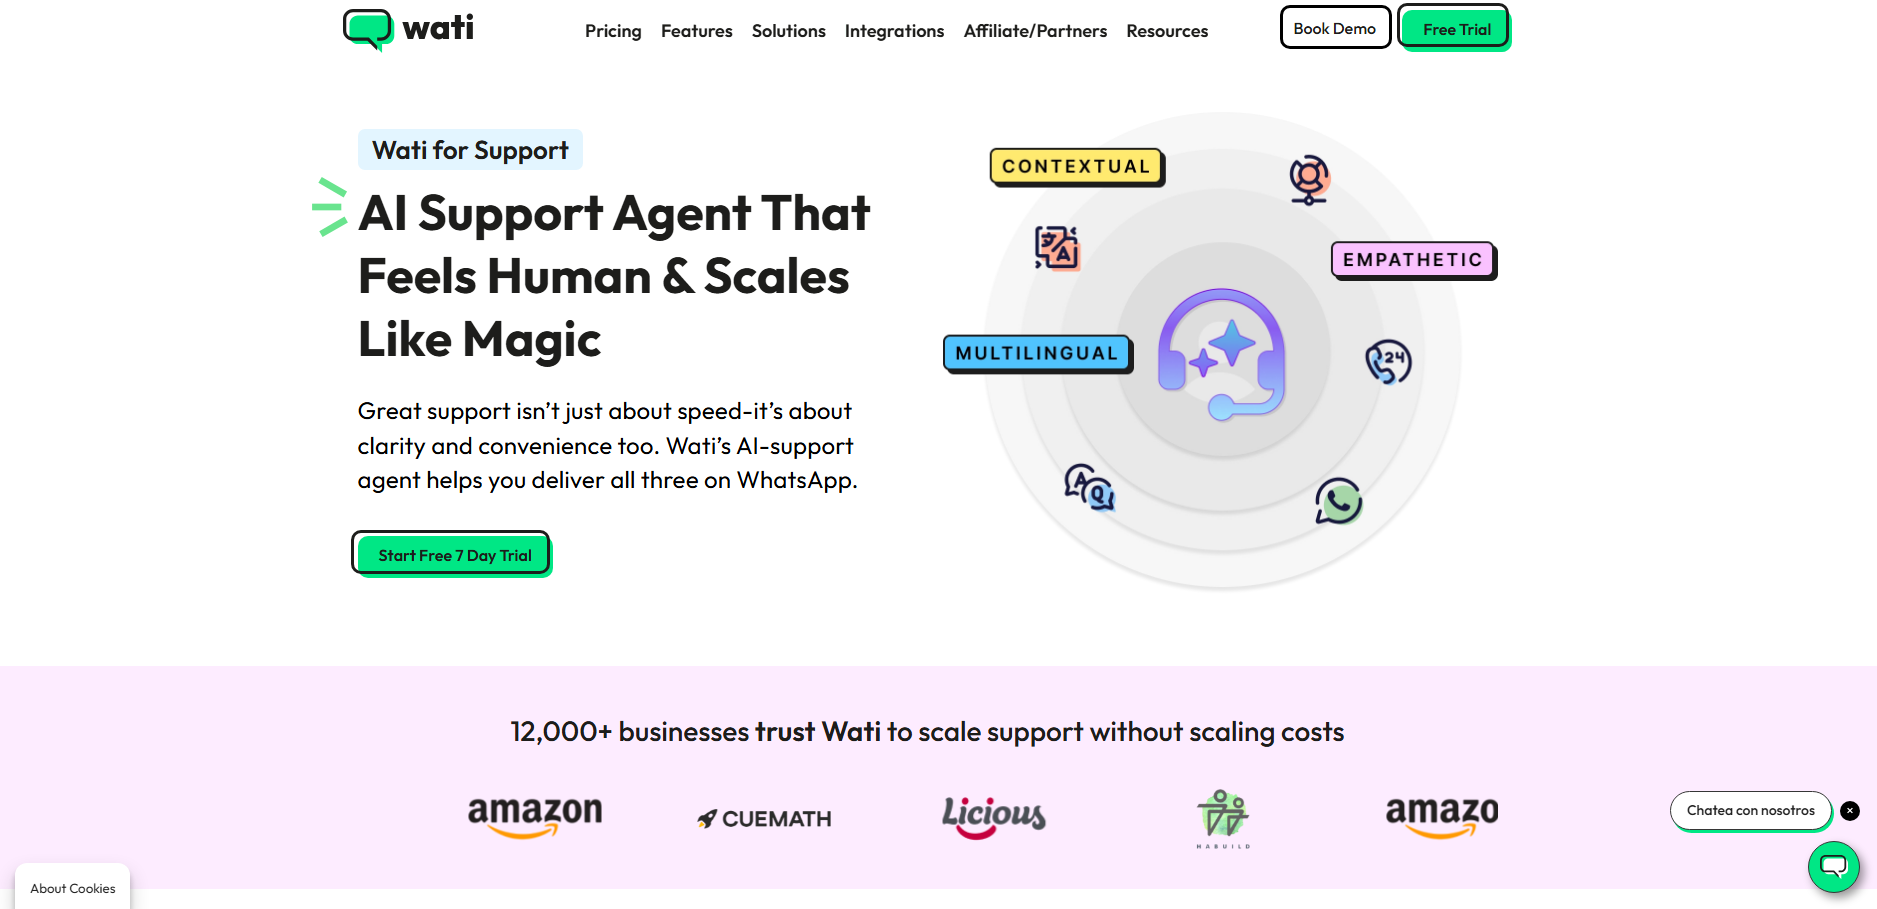 wati
Pricing Features Solutions Integrations Affiliate/Partners Resources
Book Demo
Free Trial
Wati for Support
AI Support Agent That
Feels Human & Scales
Like Magic
Great support isn’t just about speed-it’s about
clarity and convenience too. Wati’s AI-support
agent helps you deliver all three on WhatsApp.
Start Free 7 Day Trial
CONTEXTUAL
A
EMPATHETIC
MULTILINGUAL
24
A
Q
12,000+ businesses trust Wati to scale support without scaling costs
amazon
CUEMATH
Licious
HABUILD
amazo
Chatea con nosotros
About Cookies